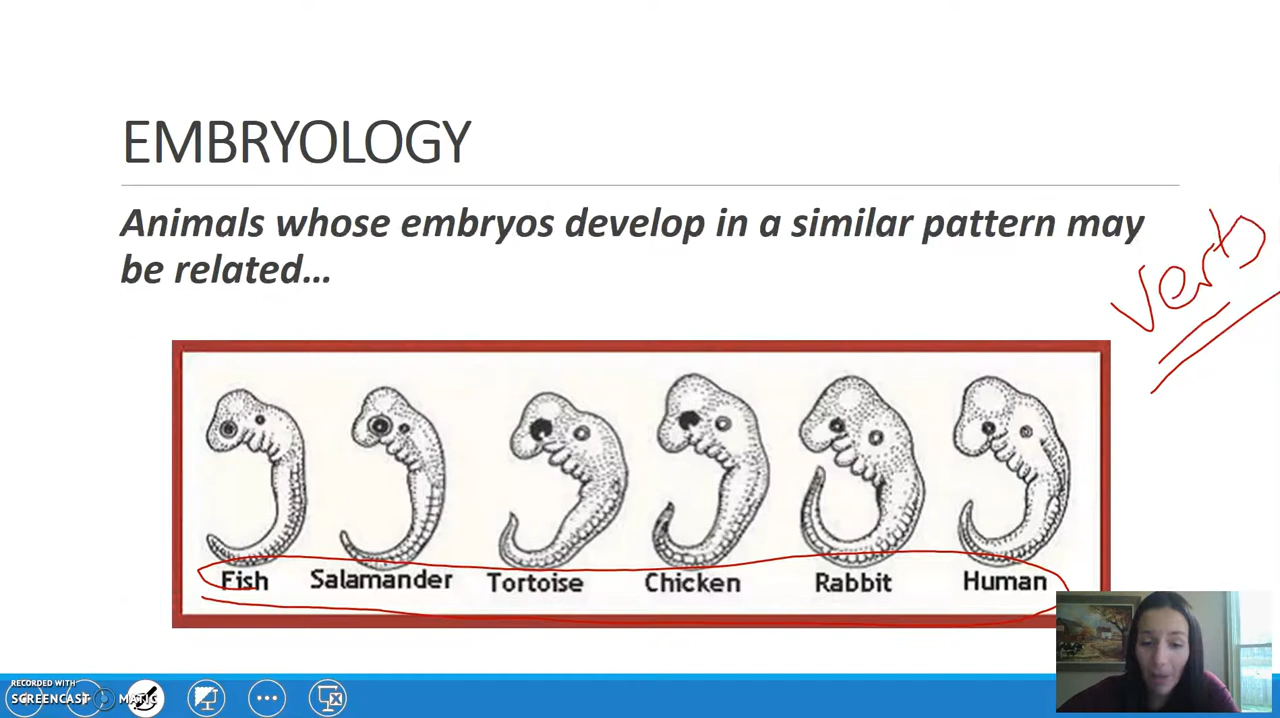 EMBRYOLOGY
Animals whose embryos develop in a similar pattern may
be related...
Verts
Fish Salamander Tortoise Chicken Rabbit Human
RECORDED WITH
SCREENCAST MATIC